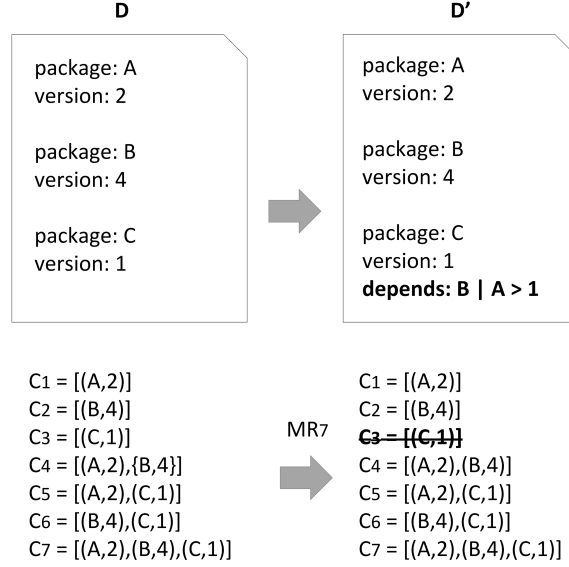 D
package: A
version: 2
package: B
version: 4
package: C
version: 1
D’
package: A
version: 2
package: B
version: 4
package: C
version: 1
depends: B | A > 1
C1 = [(A,2)]
C2 = [(B,4)]
C3 = [(C,1)]
C4 = [(A,2),{B,4}]
C5 = [(A,2),(C,1)]
C6 = [(B,4),(C,1)]
C7 = [(A,2),(B,4),(C,1)]
MR7
C1 = [(A,2)]
C2 = [(B,4)]
C3 = [(C,1)]
C4 = [(A,2),(B,4)]
C5 = [(A,2),(C,1)]
C6 = [(B,4),(C,1)]
C7 = [(A,2),(B,4),(C,1)]